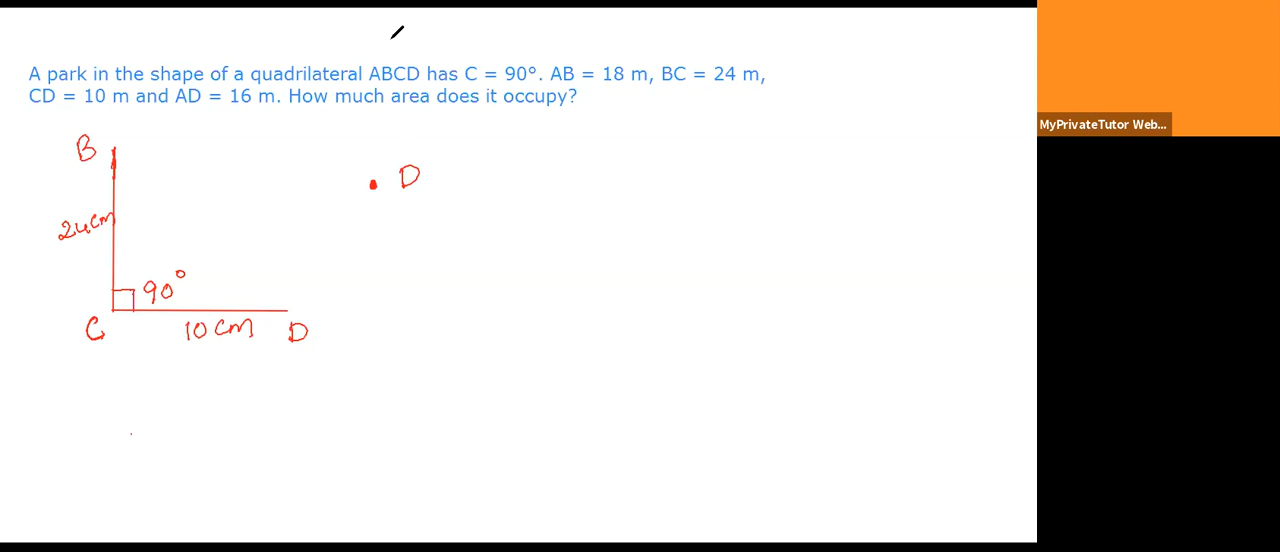 A park in the shape of a quadrilateral ABCD has C = 90°. AB = 18 m, BC = 24 m,
CD = 10 m and AD = 16 m. How much area does it occupy?
MyPrivateTutor Web...
B
D
24cm
90°
C
10 cm
D